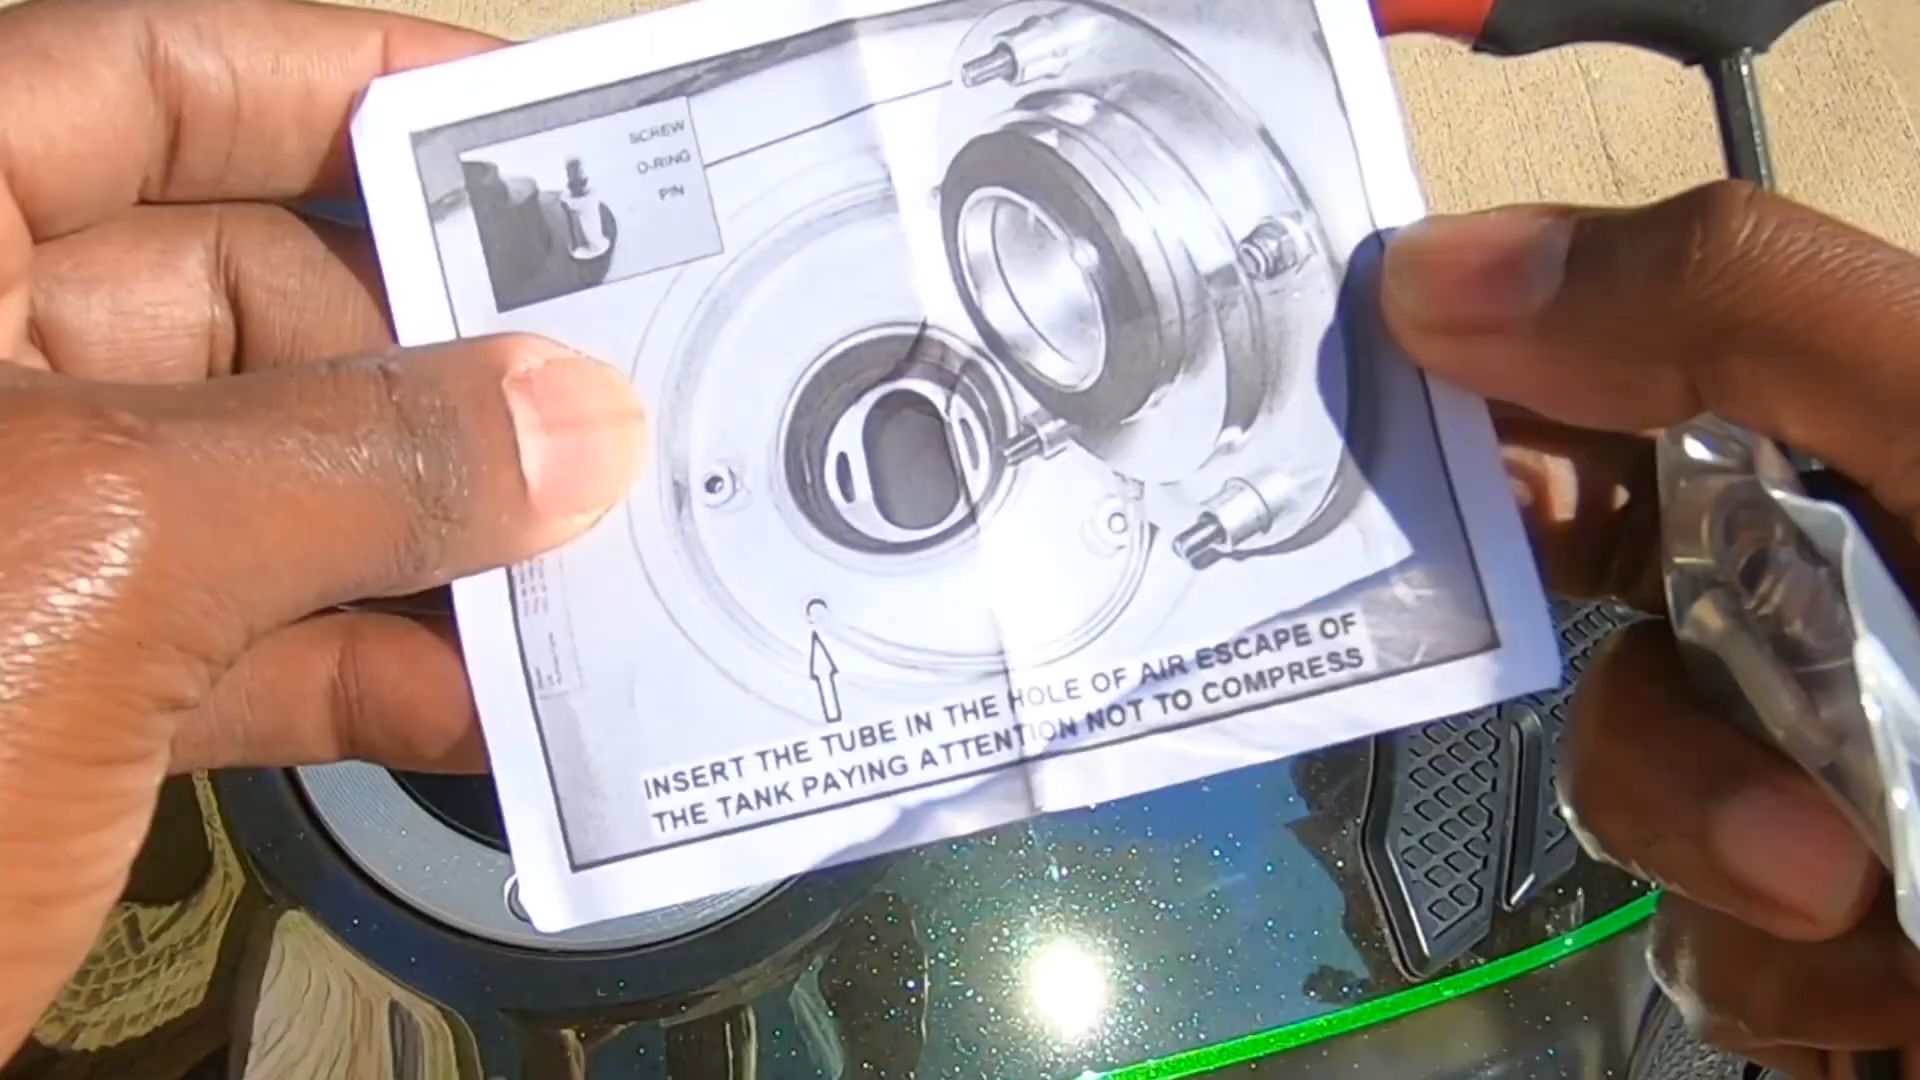 SCREW
O-RING
PIN
INSERT THE TUBE IN THE HOLE OF AIR ESCAPE OF
THE TANK PAYING ATTENTION NOT TO COMPRESS